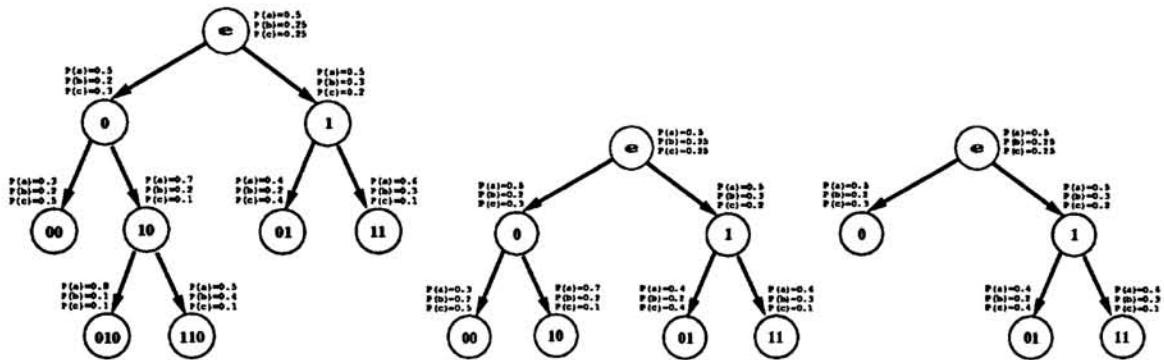 e
P(a)=0.5
P(b)=0.25
P(c)=0.25
P(a)=0.5
P(b)=0.2
P(c)=0.3
0
P(a)=0.5
P(b)=0.3
P(c)=0.2
1
P(a)=0.3
P(b)=0.2
P(c)=0.5
00
P(a)=0.7
P(b)=0.2
P(c)=0.1
10
P(a)=0.4
P(b)=0.2
P(c)=0.4
01
P(a)=0.6
P(b)=0.3
P(c)=0.1
11
P(a)=0.8
P(b)=0.1
P(c)=0.1
010
P(a)=0.5
P(b)=0.4
P(c)=0.1
110
e
P(a)=0.5
P(b)=0.25
P(c)=0.25
P(a)=0.5
P(b)=0.2
P(c)=0.3
0
P(a)=0.5
P(b)=0.3
P(c)=0.2
1
P(a)=0.3
P(b)=0.2
P(c)=0.5
00
P(a)=0.7
P(b)=0.2
P(c)=0.1
10
P(a)=0.4
P(b)=0.2
P(c)=0.4
01
P(a)=0.6
P(b)=0.3
P(c)=0.1
11
e
P(a)=0.5
P(b)=0.25
P(c)=0.25
P(a)=0.5
P(b)=0.2
P(c)=0.3
0
P(a)=0.5
P(b)=0.3
P(c)=0.2
1
P(a)=0.4
P(b)=0.2
P(c)=0.4
01
P(a)=0.6
P(b)=0.3
P(c)=0.1
11